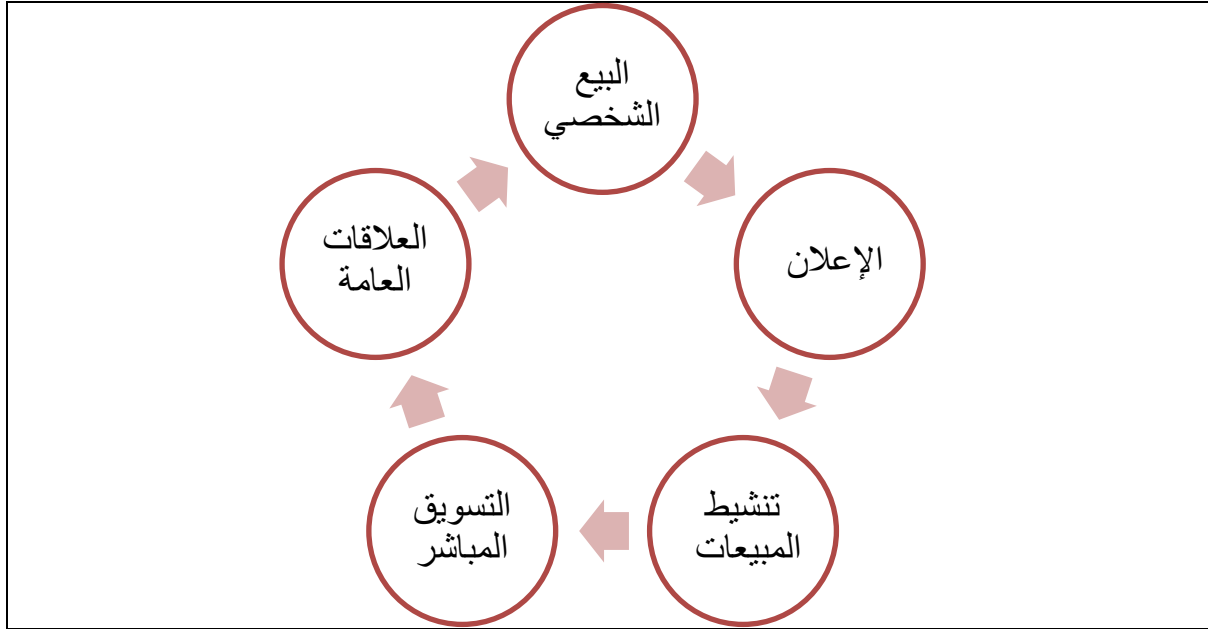 البيع
الشخصي
الإعلان
تنشيط
المبيعات
التسويق
المباشر
العلاقات
العامة